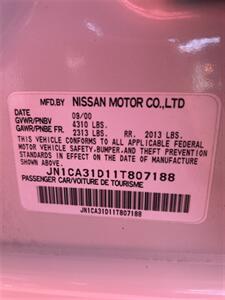 MFD.BY NISSAN MOTOR CO.,LTD
DATE 09/00
GVWR/PNBV 4310 LBS.
GAWR/PNBE FR. 2313 LBS. RR. 2013 LBS.
THIS VEHICLE CONFORMS TO ALL APPLICABLE FEDERAL
MOTOR VEHICLE SAFETY,BUMPER,AND THEFT PREVENTION
STANDARDS IN EFFECT ON THE DATE OF MANUFACTURE
SHOWN ABOVE.
JN1CA31D11T807188
PASSENGER CAR/VOITURE DE TOURISME
JN1CA31D11T807188